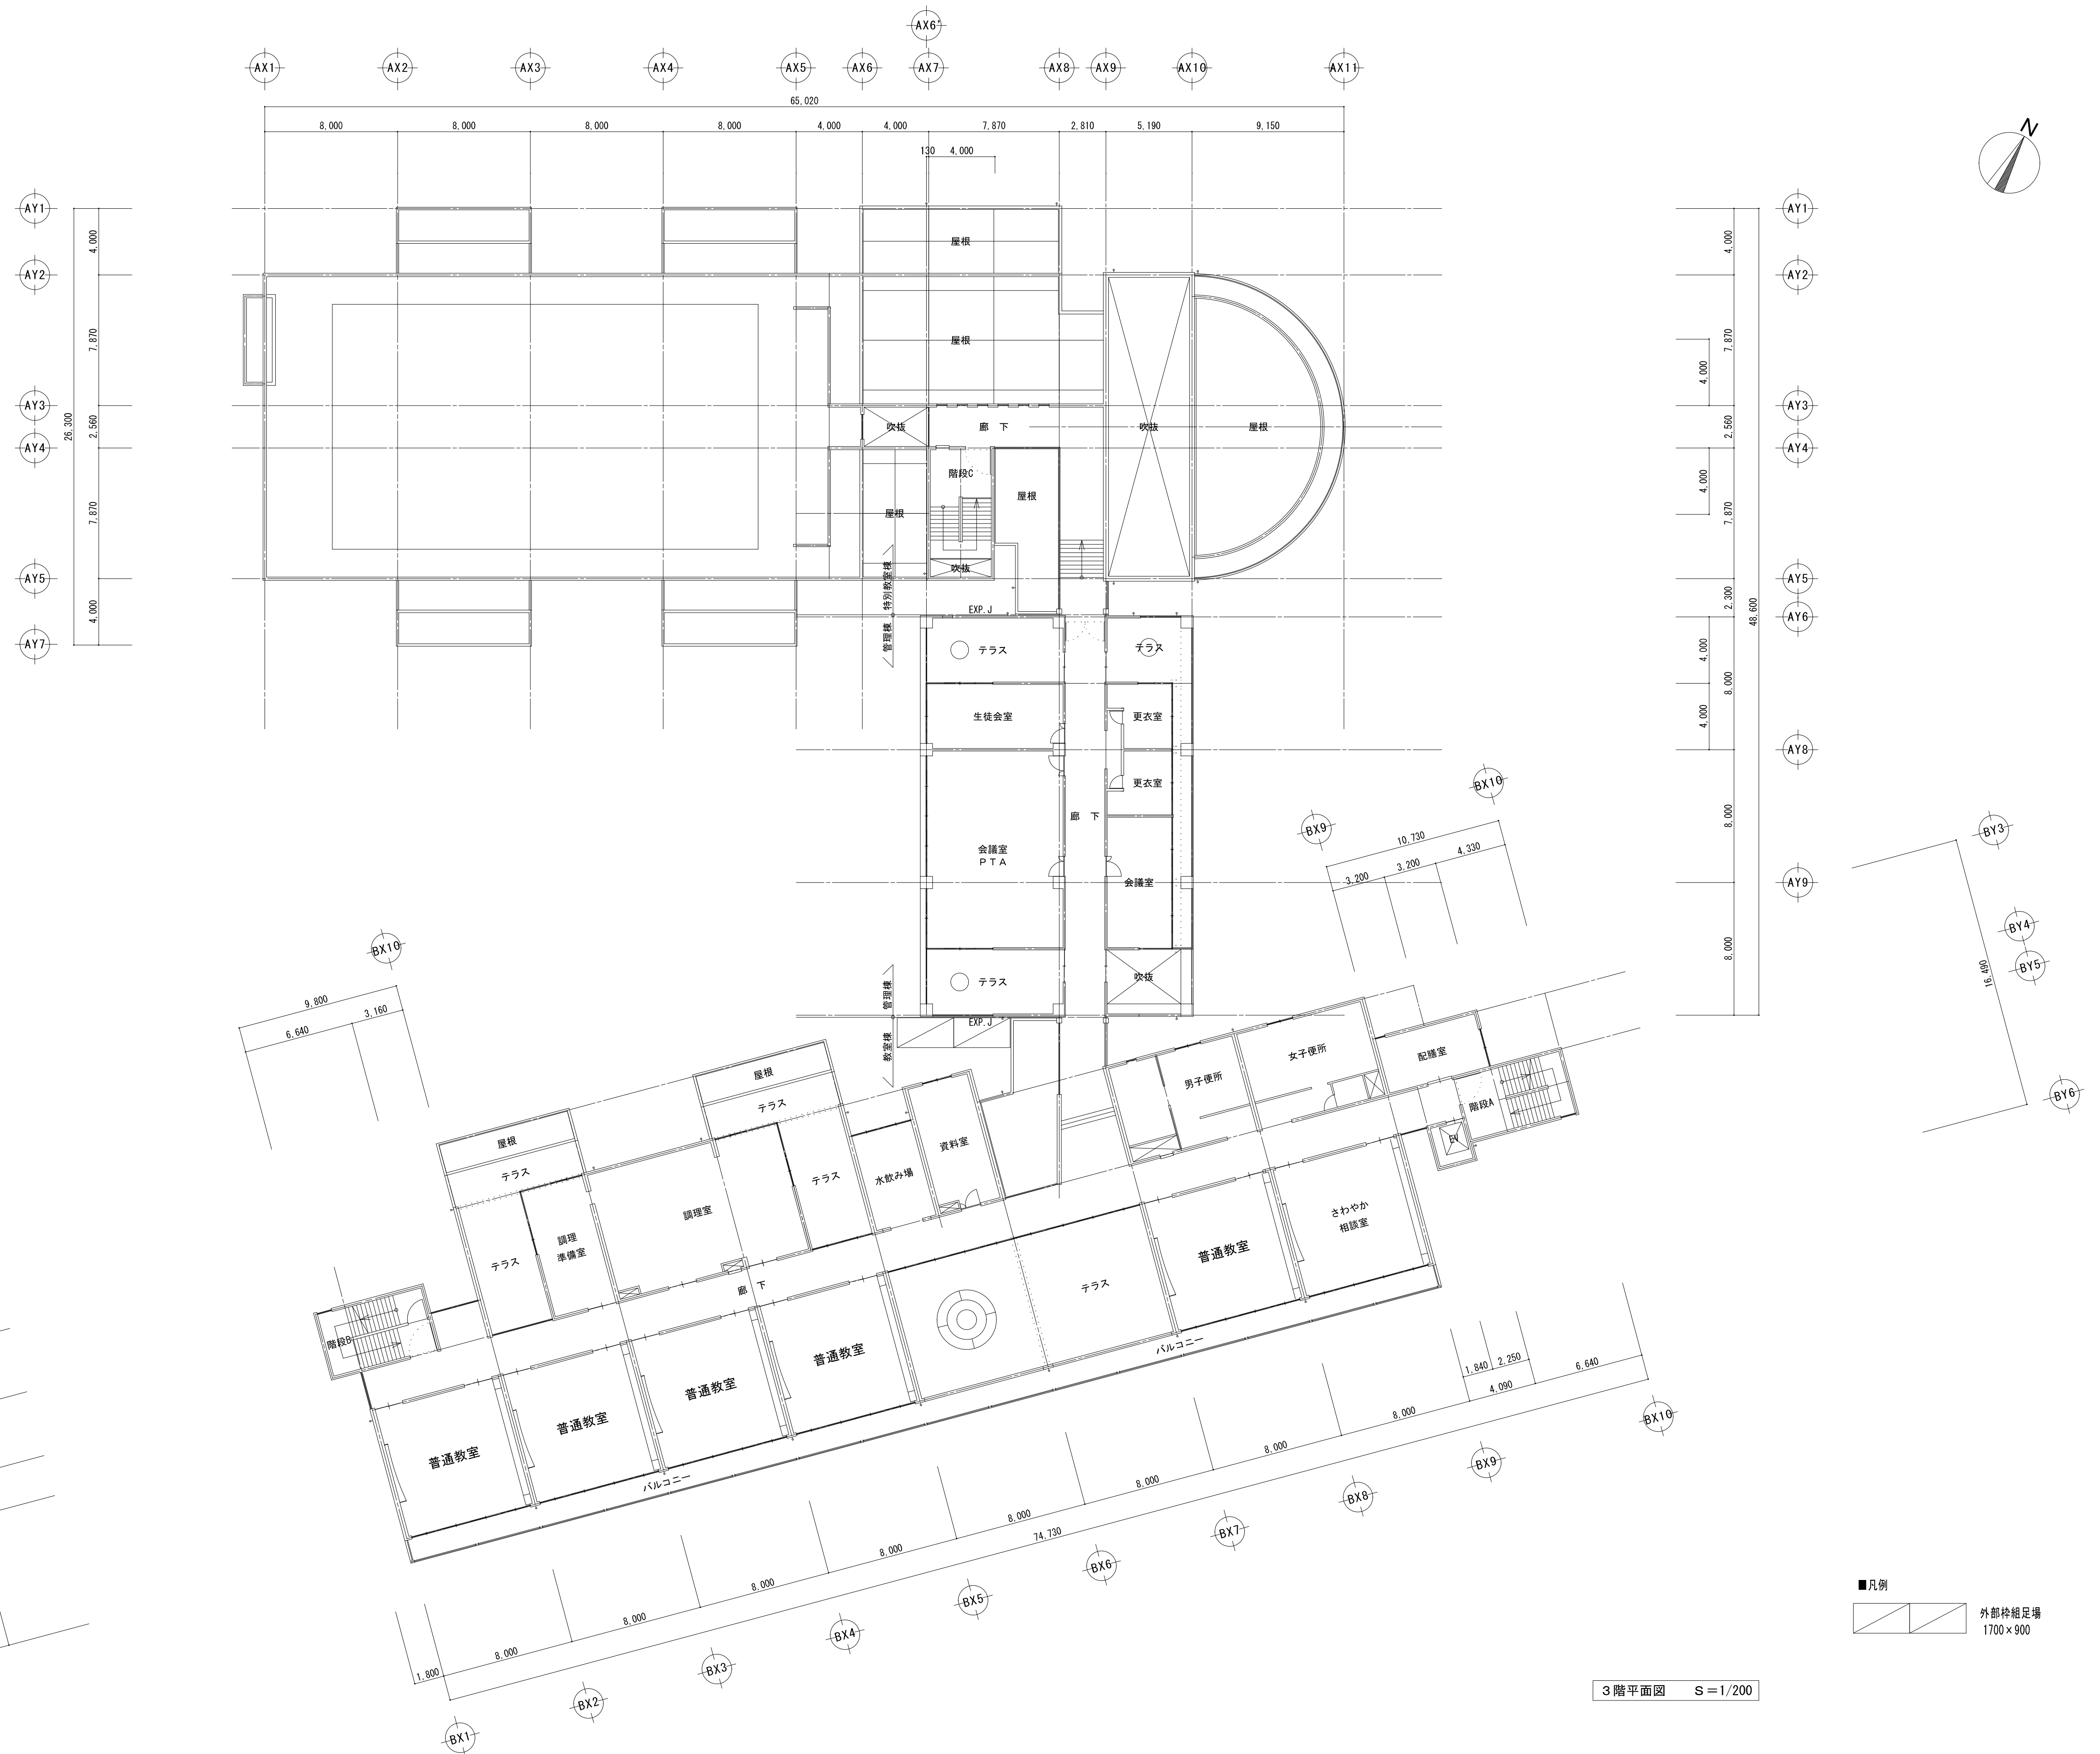 AX6'
AX1
AX2
AX3
AX4
AX5
AX6
AX7
AX8
AX9
AX10
AX11
65,020
8,000
8,000
8,000
8,000
4,000
4,000
7,870
2,810
5,190
9,150
130
4,000
N
AY1
AY2
AY3
AY4
AY5
AY7
4,000
7,870
2,560
7,870
4,000
26,300
AY1
AY2
AY3
AY4
AY5
AY6
AY8
AY9
4,000
7,870
2,560
7,870
2,300
8,000
8,000
8,000
4,000
4,000
4,000
4,000
48,600
屋根
屋根
吹抜
廊 下
吹抜
屋根
階段C
屋根
屋根
吹抜
特別教室棟
管理棟
EXP.J
テラス
テラス
生徒会室
更衣室
更衣室
廊 下
会議室
PTA
会議室
テラス
吹抜
管理棟
教室棟
EXP.J
BX9
BX10
10,730
3,200
3,200
4,330
BY3
BY4
BY5
BY6
16,490
BX10
9,800
6,640
3,160
女子便所
配膳室
男子便所
階段A
EV
屋根
テラス
屋根
テラス
資料室
水飲み場
テラス
調理室
調理
準備室
テラス
さわやか
相談室
普通教室
テラス
廊 下
階段B
普通教室
普通教室
普通教室
普通教室
バルコニー
バルコニー
1,840
2,250
4,090
6,640
8,000
8,000
8,000
8,000
8,000
8,000
8,000
8,000
1,800
74,730
BX10
BX9
BX8
BX7
BX6
BX5
BX4
BX3
BX2
BX1
■凡例
外部枠組足場
1700×900
3階平面図 S=1/200